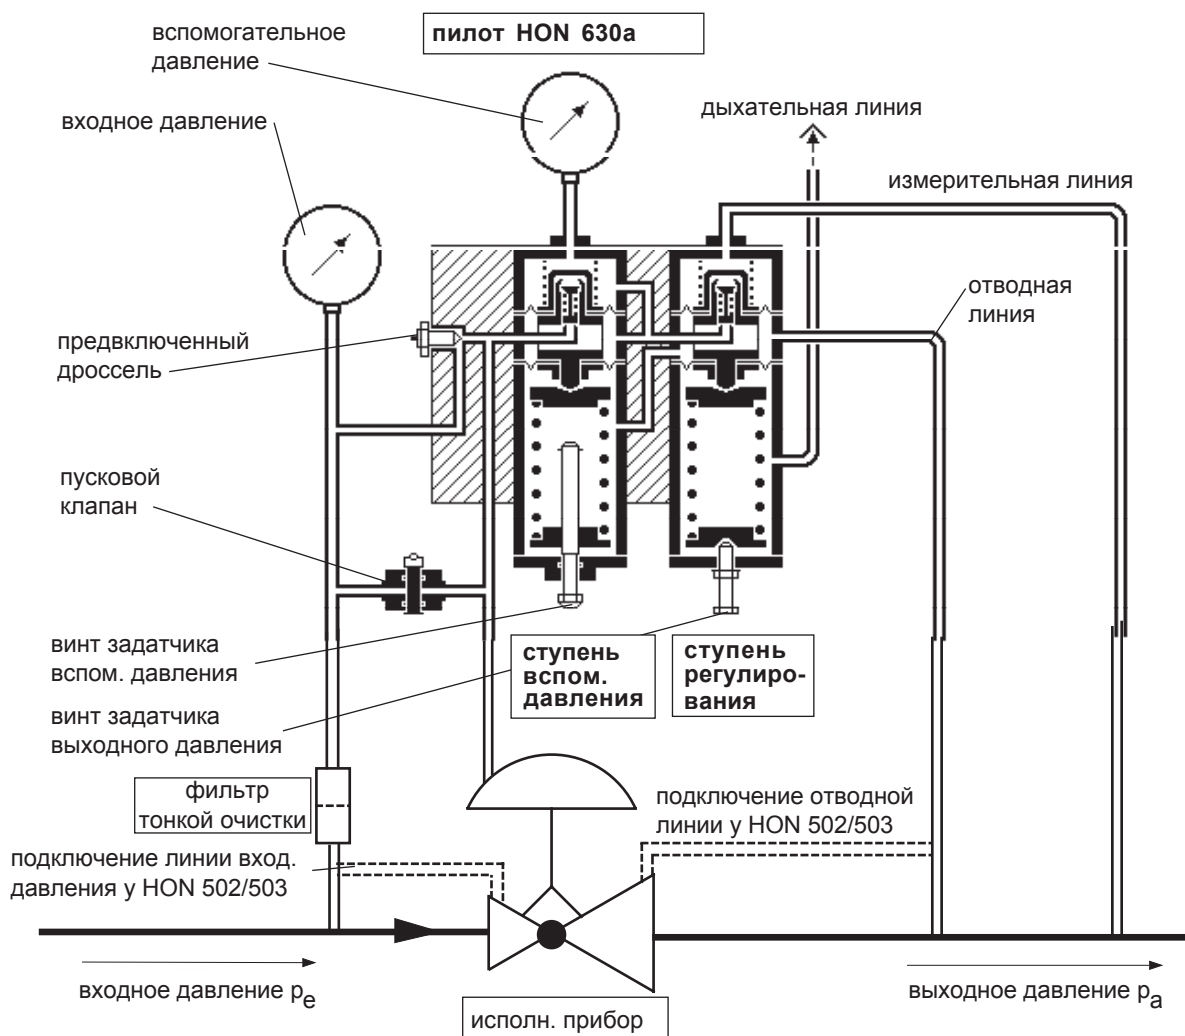 вспомогательное
давление
пилот HON 630a
входное давление
дыхательная линия
измерительная линия
отводная
линия
предвключенный
дроссель
пусковой
клапан
винт задатчика
вспом. давления
ступень
вспом.
давления
ступень
регулиро-
вания
винт задатчика
выходного давления
фильтр
тонкой очистки
подключение отводной
линии у HON 502/503
подключение линии вход.
давления у HON 502/503
входное давление pe
выходное давление pa
исполн. прибор